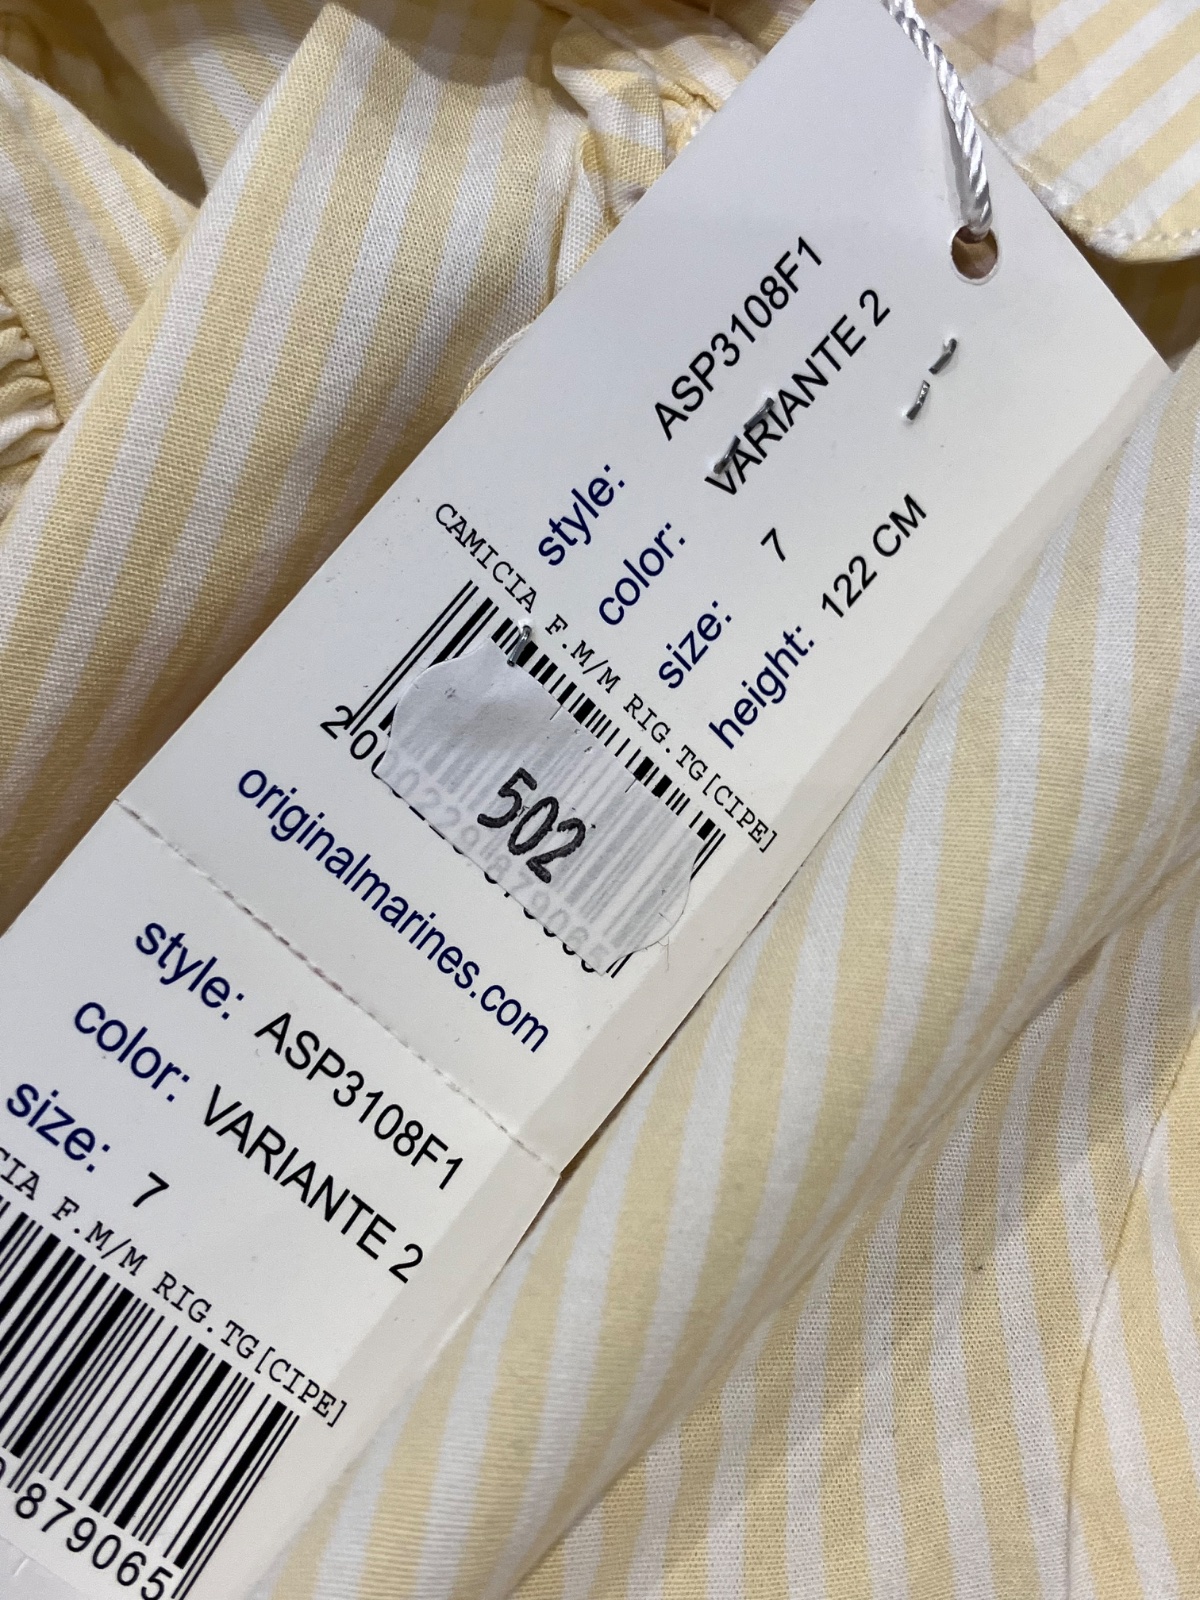 style: ASP3108F1
color: VARIANTE 2
size: 7
height: 122 CM
CAMICIA F.M/M RIG.TG[CIPE]
502
originalmarines.com
style: ASP3108F1
color: VARIANTE 2
size: 7
CIA F.M/M RIG.TG[CIPE]
879065